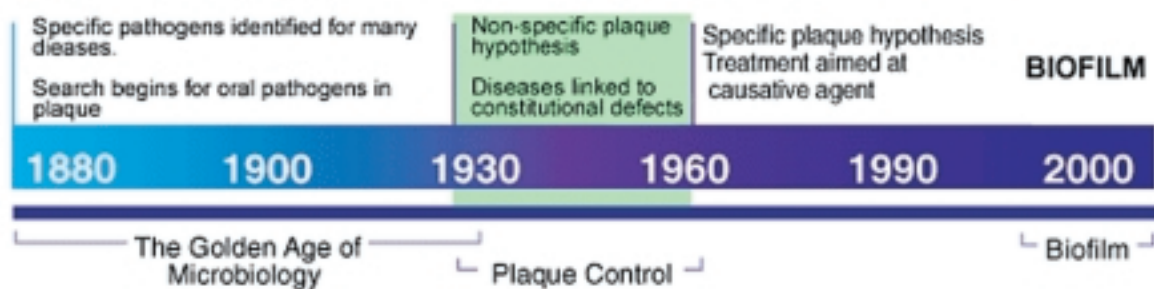 Specific pathogens identified for many
dieases.
Search begins for oral pathogens in
plaque
Non-specific plaque
hypothesis
Diseases linked to
constitutional defects
Specific plaque hypothesis
Treatment aimed at
causative agent
BIOFILM
1880 1900 1930 1960 1990 2000
The Golden Age of
Microbiology
Plaque Control
Biofilm